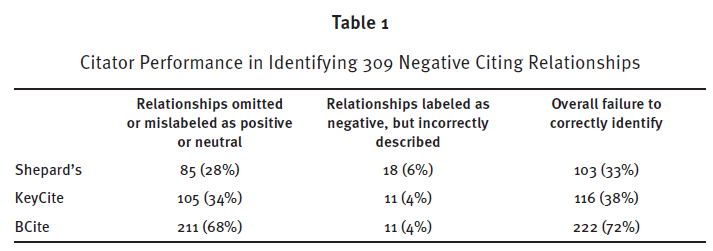 Table 1
Citator Performance in Identifying 309 Negative Citing Relationships
Relationships omitted or mislabeled as positive or neutral
Relationships labeled as negative, but incorrectly described
Overall failure to correctly identify
Shepard's 85 (28%) 18 (6%) 103 (33%)
KeyCite 105 (34%) 11 (4%) 116 (38%)
BCite 211 (68%) 11 (4%) 222 (72%)